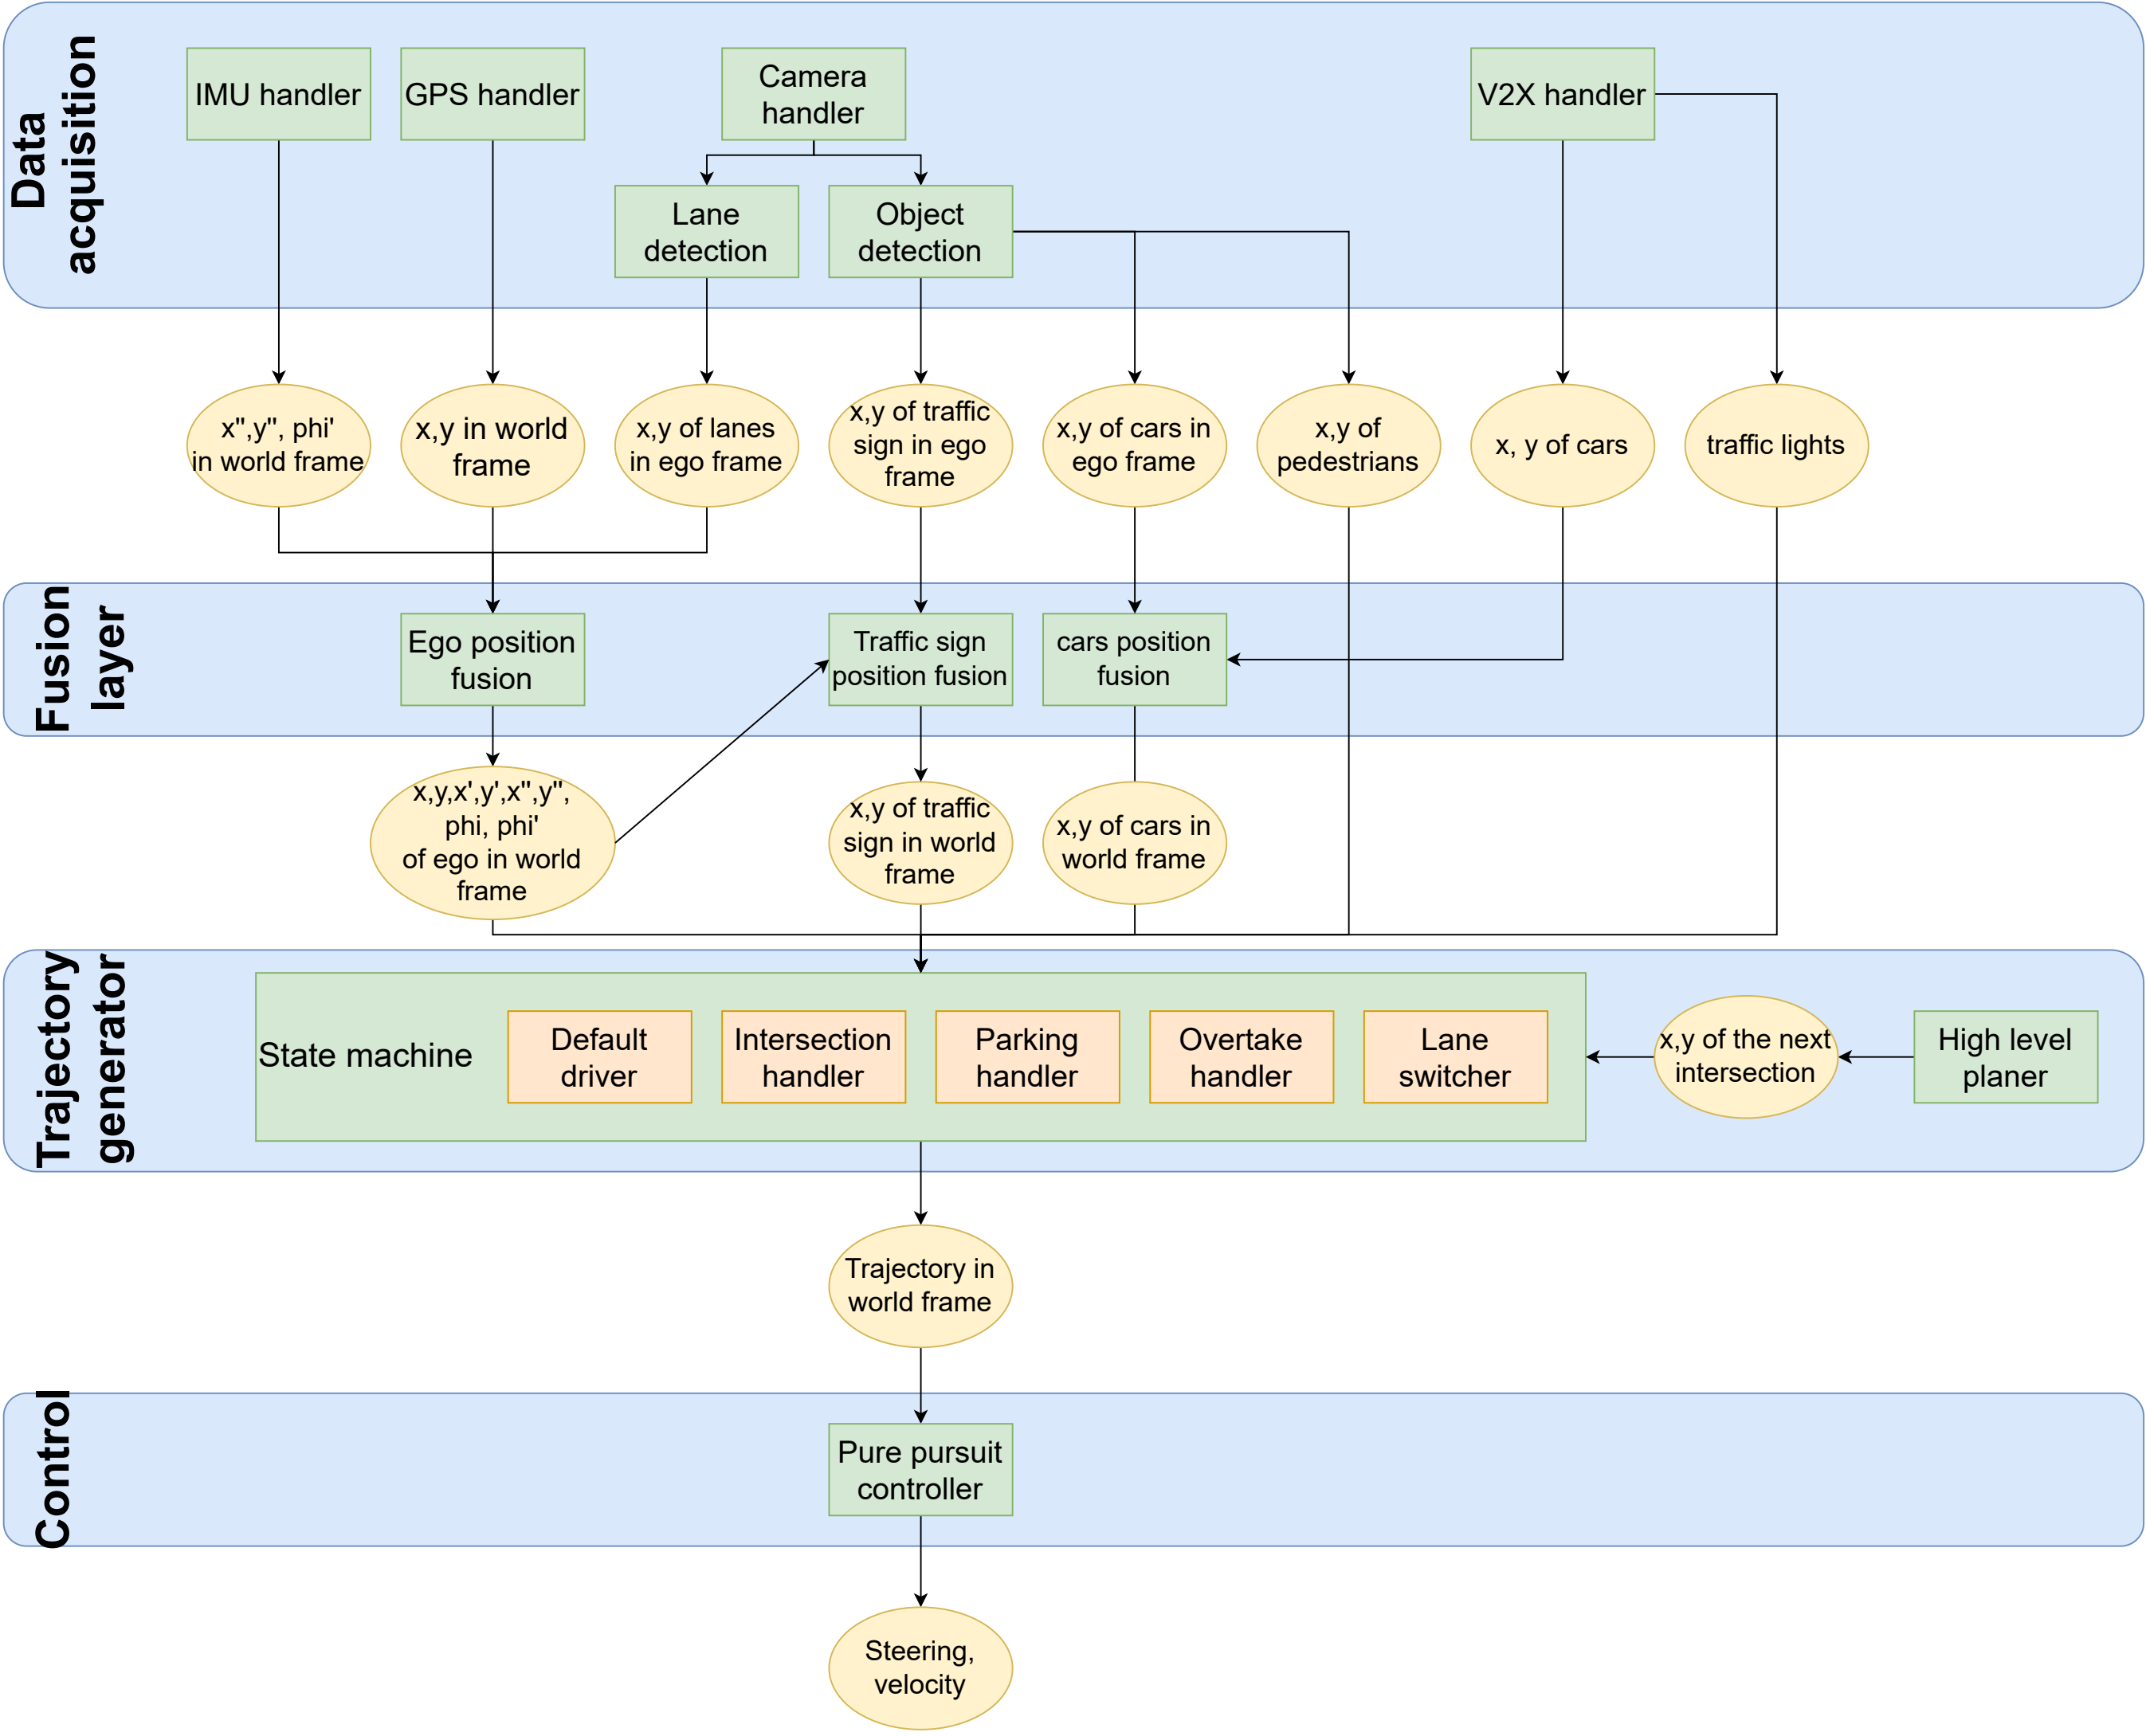 Data
acquisition
IMU handler
GPS handler
Camera
handler
V2X handler
Lane
detection
Object
detection
x",y", phi'
in world frame
x,y in world
frame
x,y of lanes
in ego frame
x,y of traffic
sign in ego
frame
x,y of cars in
ego frame
x,y of
pedestrians
x, y of cars
traffic lights
Fusion
layer
Ego position
fusion
Traffic sign
position fusion
cars position
fusion
x,y,x',y',x",y",
phi, phi'
of ego in world
frame
x,y of traffic
sign in world
frame
x,y of cars in
world frame
Trajectory
generator
State machine
Default
driver
Intersection
handler
Parking
handler
Overtake
handler
Lane
switcher
x,y of the next
intersection
High level
planer
Trajectory in
world frame
Control
Pure pursuit
controller
Steering,
velocity